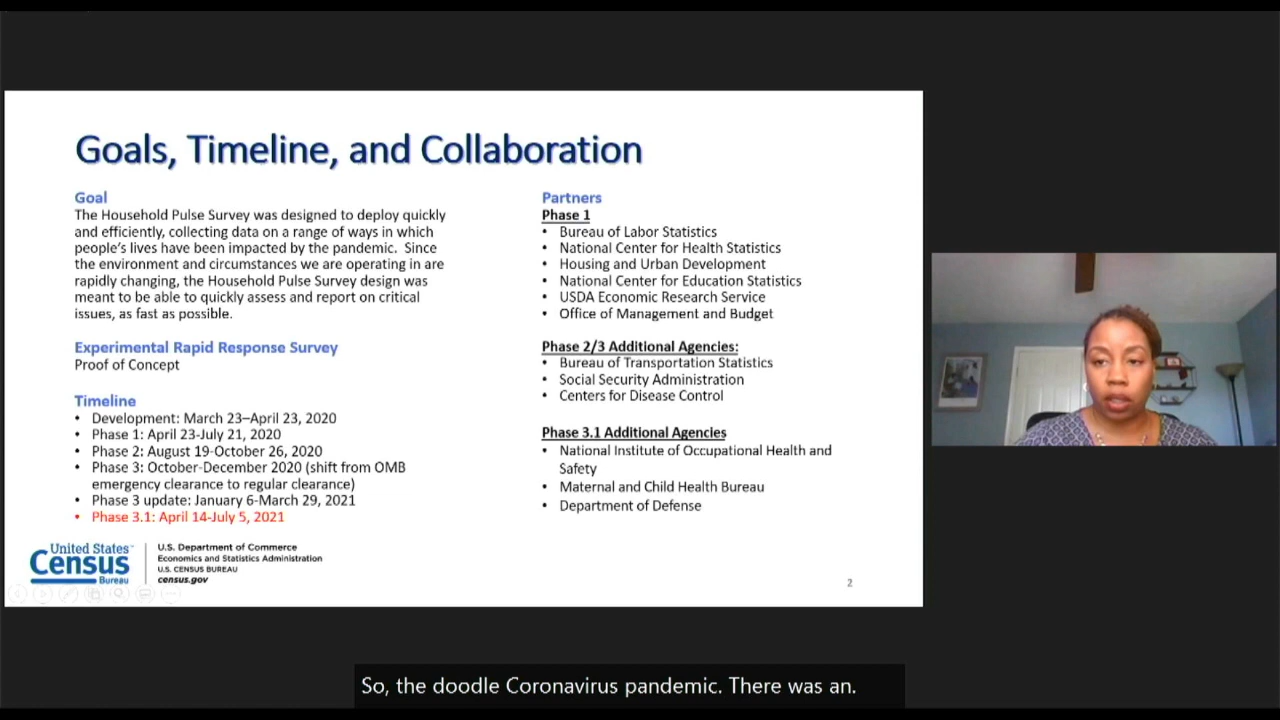 Goals, Timeline, and Collaboration
Goal
The Household Pulse Survey was designed to deploy quickly
and efficiently, collecting data on a range of ways in which
people's lives have been impacted by the pandemic. Since
the environment and circumstances we are operating in are
rapidly changing, the Household Pulse Survey design was
meant to be able to quickly assess and report on critical
issues, as fast as possible.
Experimental Rapid Response Survey
Proof of Concept
Timeline
• Development: March 23–April 23, 2020
• Phase 1: April 23-July 21, 2020
• Phase 2: August 19-October 26, 2020
• Phase 3: October-December 2020 (shift from OMB
emergency clearance to regular clearance)
• Phase 3 update: January 6-March 29, 2021
• Phase 3.1: April 14-July 5, 2021
Partners
Phase 1
• Bureau of Labor Statistics
• National Center for Health Statistics
• Housing and Urban Development
• National Center for Education Statistics
• USDA Economic Research Service
• Office of Management and Budget
Phase 2/3 Additional Agencies:
• Bureau of Transportation Statistics
• Social Security Administration
• Centers for Disease Control
Phase 3.1 Additional Agencies
• National Institute of Occupational Health and
Safety
• Maternal and Child Health Bureau
• Department of Defense
United States™
Census
Bureau
U.S. Department of Commerce
Economics and Statistics Administration
U.S. CENSUS BUREAU
census.gov
2
So, the doodle Coronavirus pandemic. There was an.